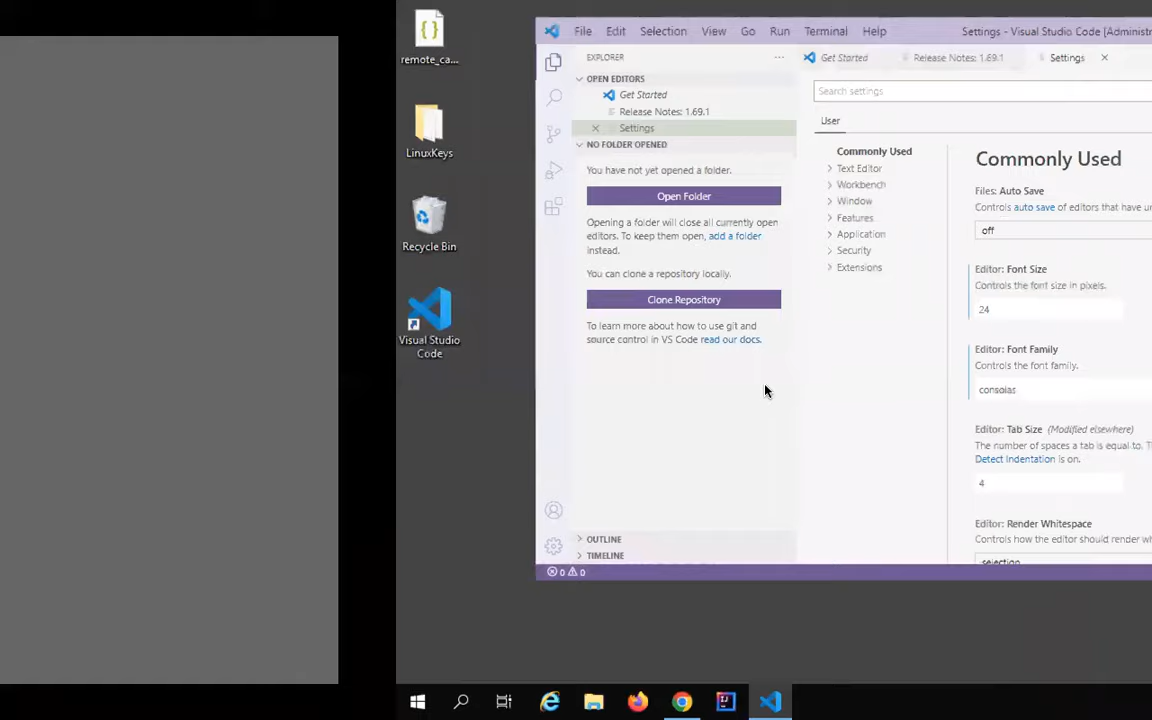 remote_ca...
LinuxKeys
Recycle Bin
Visual Studio
Code
File Edit Selection View Go Run Terminal Help
Settings - Visual Studio Code [Administr
EXPLORER
OPEN EDITORS
Get Started
Release Notes: 1.69.1
Settings
NO FOLDER OPENED
You have not yet opened a folder.
Open Folder
Opening a folder will close all currently open
editors. To keep them open, add a folder
instead.
You can clone a repository locally.
Clone Repository
To learn more about how to use git and
source control in VS Code read our docs.
OUTLINE
TIMELINE
0 0
Get Started Release Notes: 1.69.1 Settings
Search settings
User
Commonly Used
Text Editor
Workbench
Window
Features
Application
Security
Extensions
Commonly Used
Files: Auto Save
Controls auto save of editors that have un
off
Editor: Font Size
Controls the font size in pixels.
24
Editor: Font Family
Controls the font family.
consolas
Editor: Tab Size (Modified elsewhere)
The number of spaces a tab is equal to. T
Detect Indentation is on.
4
Editor: Render Whitespace
Controls how the editor should render wh
selection